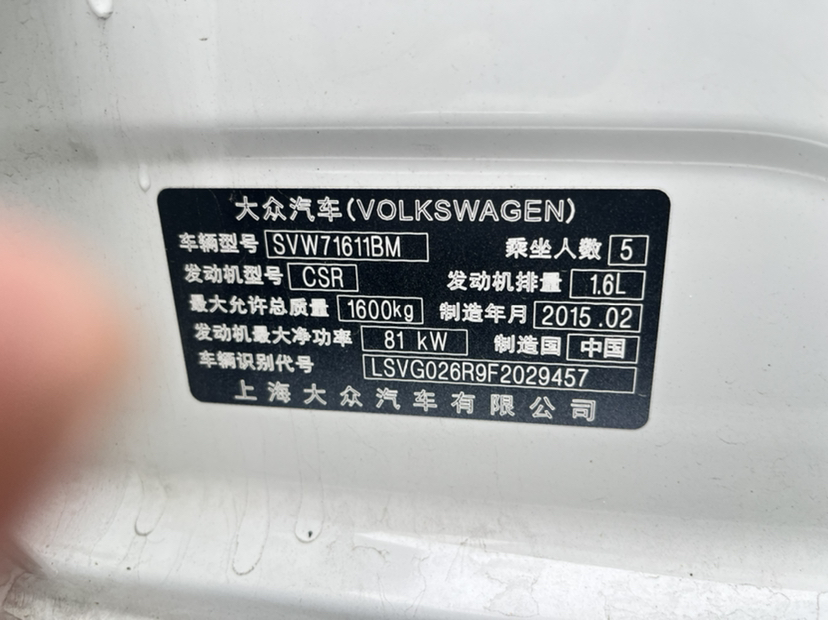 大众汽车(VOLKSWAGEN)
车辆型号 SVW71611BM 乘坐人数 5
发动机型号 CSR 发动机排量 1.6L
最大允许总质量 1600kg 制造年月 2015.02
发动机最大净功率 81 kW 制造国 中国
车辆识别代号 LSVG026R9F2029457
上海大众汽车有限公司